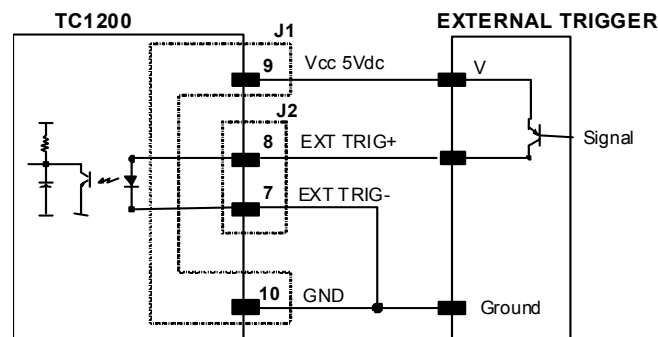 TC1200
EXTERNAL TRIGGER
J1
9 Vcc 5Vdc V
J2
8 EXT TRIG+
Signal
7 EXT TRIG-
10 GND Ground